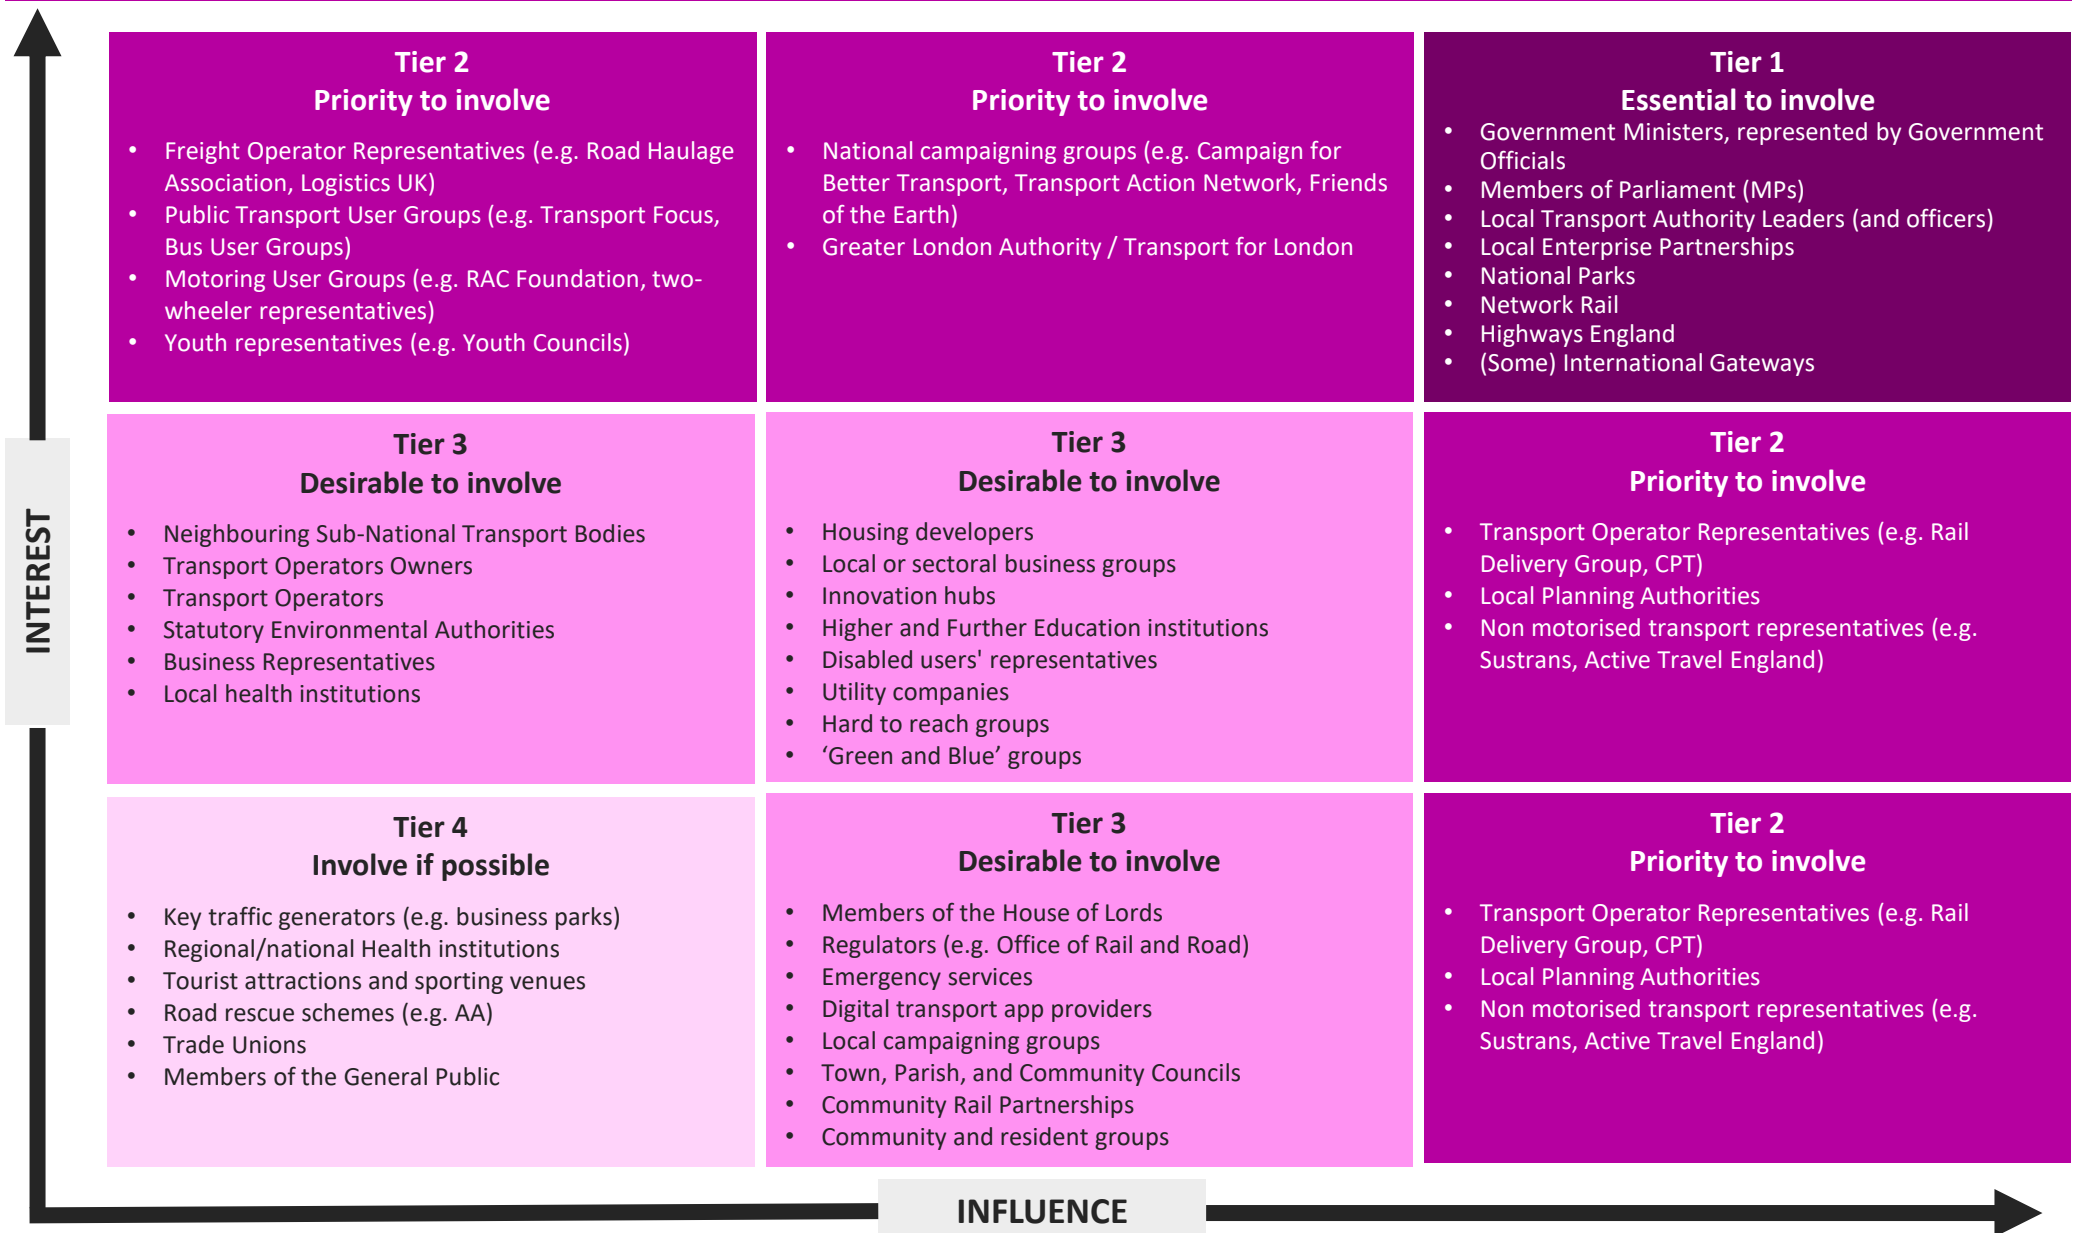 Tier 2
Priority to involve
• Freight Operator Representatives (e.g. Road Haulage
Association, Logistics UK)
• Public Transport User Groups (e.g. Transport Focus,
Bus User Groups)
• Motoring User Groups (e.g. RAC Foundation, two-
wheeler representatives)
• Youth representatives (e.g. Youth Councils)
Tier 2
Priority to involve
• National campaigning groups (e.g. Campaign for
Better Transport, Transport Action Network, Friends
of the Earth)
• Greater London Authority / Transport for London
Tier 1
Essential to involve
• Government Ministers, represented by Government
Officials
• Members of Parliament (MPs)
• Local Transport Authority Leaders (and officers)
• Local Enterprise Partnerships
• National Parks
• Network Rail
• Highways England
• (Some) International Gateways
INTEREST
Tier 3
Desirable to involve
• Neighbouring Sub-National Transport Bodies
• Transport Operators Owners
• Transport Operators
• Statutory Environmental Authorities
• Business Representatives
• Local health institutions
Tier 3
Desirable to involve
• Housing developers
• Local or sectoral business groups
• Innovation hubs
• Higher and Further Education institutions
• Disabled users' representatives
• Utility companies
• Hard to reach groups
• ‘Green and Blue’ groups
Tier 2
Priority to involve
• Transport Operator Representatives (e.g. Rail
Delivery Group, CPT)
• Local Planning Authorities
• Non motorised transport representatives (e.g.
Sustrans, Active Travel England)
Tier 4
Involve if possible
• Key traffic generators (e.g. business parks)
• Regional/national Health institutions
• Tourist attractions and sporting venues
• Road rescue schemes (e.g. AA)
• Trade Unions
• Members of the General Public
Tier 3
Desirable to involve
• Members of the House of Lords
• Regulators (e.g. Office of Rail and Road)
• Emergency services
• Digital transport app providers
• Local campaigning groups
• Town, Parish, and Community Councils
• Community Rail Partnerships
• Community and resident groups
Tier 2
Priority to involve
• Transport Operator Representatives (e.g. Rail
Delivery Group, CPT)
• Local Planning Authorities
• Non motorised transport representatives (e.g.
Sustrans, Active Travel England)
INFLUENCE